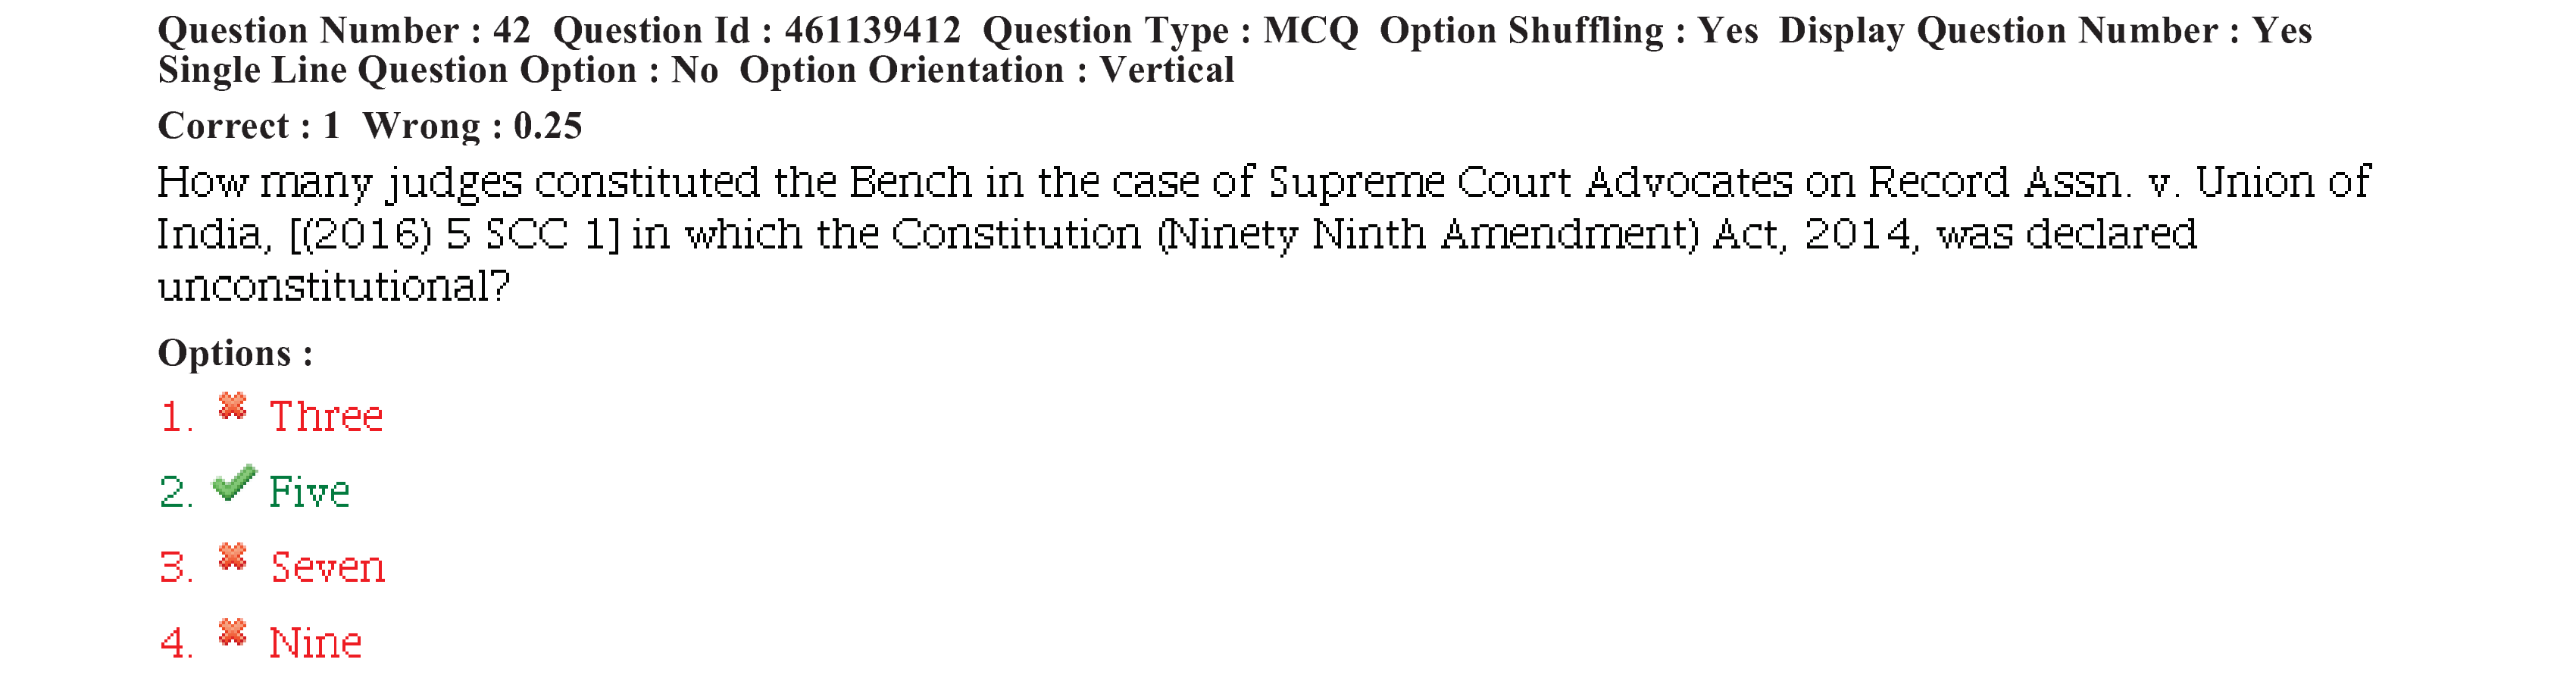 Question Number : 42 Question Id : 461139412 Question Type : MCQ Option Shuffling : Yes Display Question Number : Yes
Single Line Question Option : No Option Orientation : Vertical
Correct : 1 Wrong : 0.25
How many judges constituted the Bench in the case of Supreme Court Advocates on Record Assn. v. Union of
India, [(2016) 5 SCC 1] in which the Constitution (Ninety Ninth Amendment) Act, 2014, was declared
unconstitutional?
Options :
1. Three
2. Five
3. Seven
4. Nine